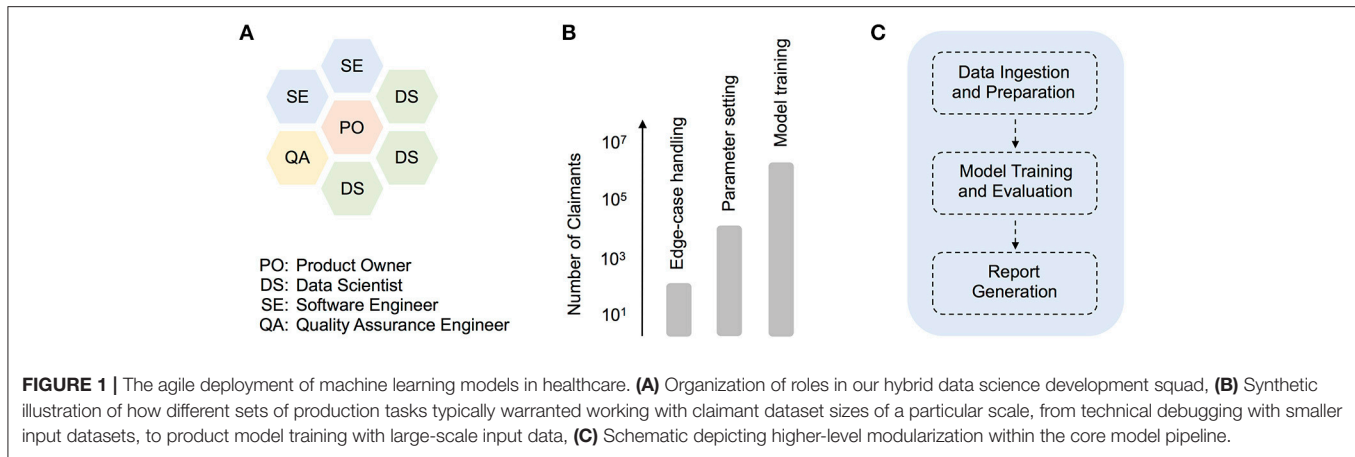 A
SE
SE
DS
PO
QA
DS
DS
PO: Product Owner
DS: Data Scientist
SE: Software Engineer
QA: Quality Assurance Engineer
B
Number of Claimants
10⁷
10⁵
10³
10¹
Edge-case handling
Parameter setting
Model training
C
Data Ingestion
and Preparation
Model Training
and Evaluation
Report
Generation
FIGURE 1 | The agile deployment of machine learning models in healthcare. (A) Organization of roles in our hybrid data science development squad, (B) Synthetic
illustration of how different sets of production tasks typically warranted working with claimant dataset sizes of a particular scale, from technical debugging with smaller
input datasets, to product model training with large-scale input data, (C) Schematic depicting higher-level modularization within the core model pipeline.